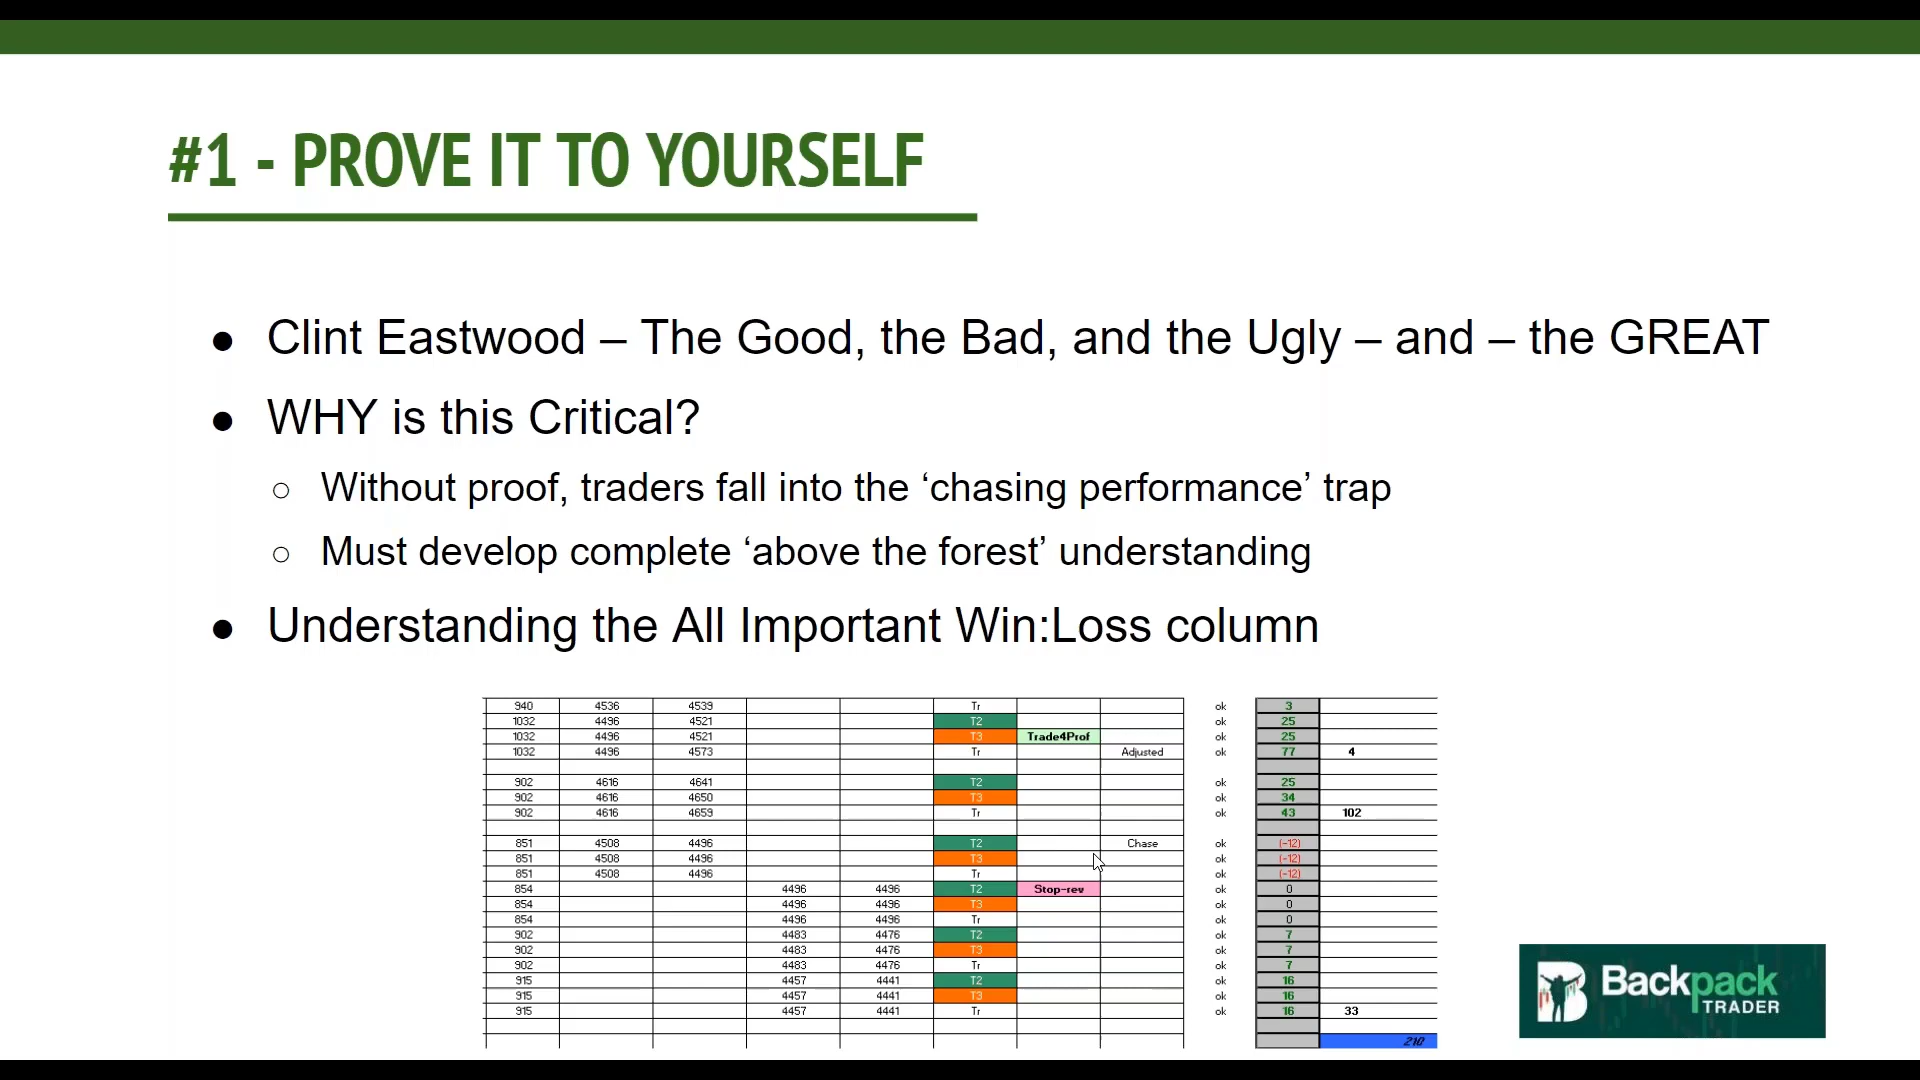 #1 - PROVE IT TO YOURSELF
● Clint Eastwood – The Good, the Bad, and the Ugly – and – the GREAT
● WHY is this Critical?
○ Without proof, traders fall into the ‘chasing performance’ trap
○ Must develop complete ‘above the forest’ understanding
● Understanding the All Important Win:Loss column
940 4536 4539 Tr ok 3
1032 4496 4521 T2 ok 25
1032 4496 4521 T3 Trade4Prof ok 25
1032 4496 4573 Tr Adjusted ok 77 4
902 4616 4641 T2 ok 25
902 4616 4650 T3 ok 34
902 4616 4659 Tr ok 43 102
851 4508 4496 T2 Chase ok (-12)
851 4508 4496 T3 ok (-12)
851 4508 4496 Tr ok (-12)
854 4496 4496 T2 Stop-rev ok 0
854 4496 4496 T3 ok 0
854 4496 4496 Tr ok 0
902 4483 4476 T2 ok 7
902 4483 4476 T3 ok 7
902 4483 4476 Tr ok 7
915 4457 4441 T2 ok 16
915 4457 4441 T3 ok 16
915 4457 4441 Tr ok 16 33
210
Backpack
TRADER